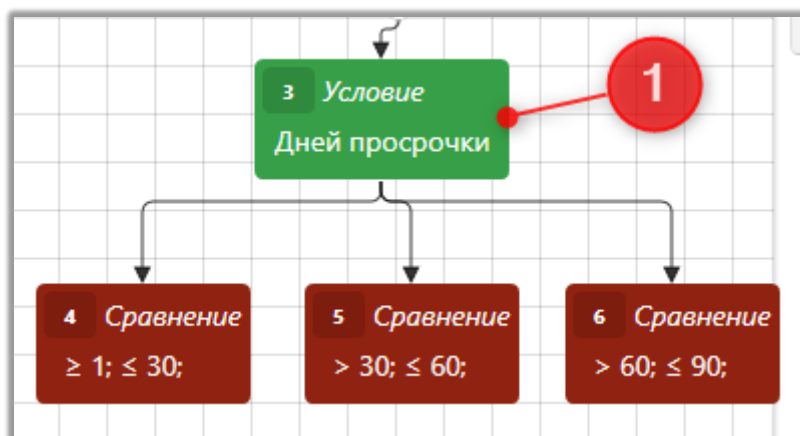 3 Условие
Дней просрочки
1
4 Сравнение
≥ 1; ≤ 30;
5 Сравнение
> 30; ≤ 60;
6 Сравнение
> 60; ≤ 90;